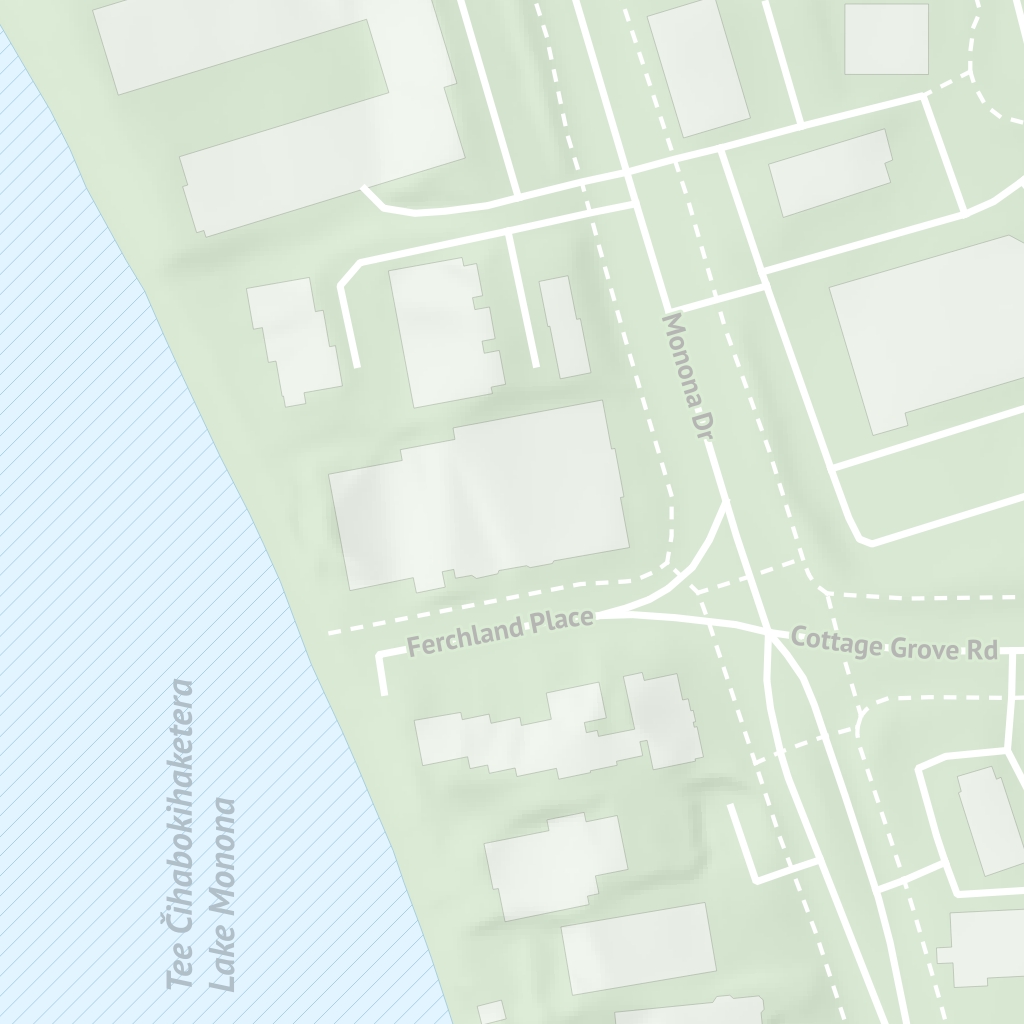 Monona Dr
Ferchland Place
Cottage Grove Rd
Tee Čihabokihaketera
Lake Monona